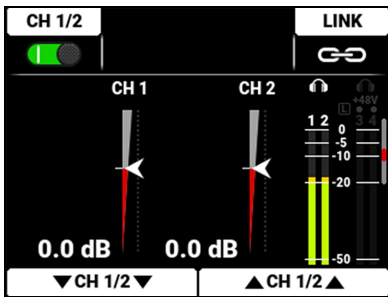 CH 1/2
LINK
CH 1
CH 2
+48V
L
1 2 3 4
0
-5
-10
-20
-50
0.0 dB
0.0 dB
▼CH 1/2▼
▲CH 1/2▲